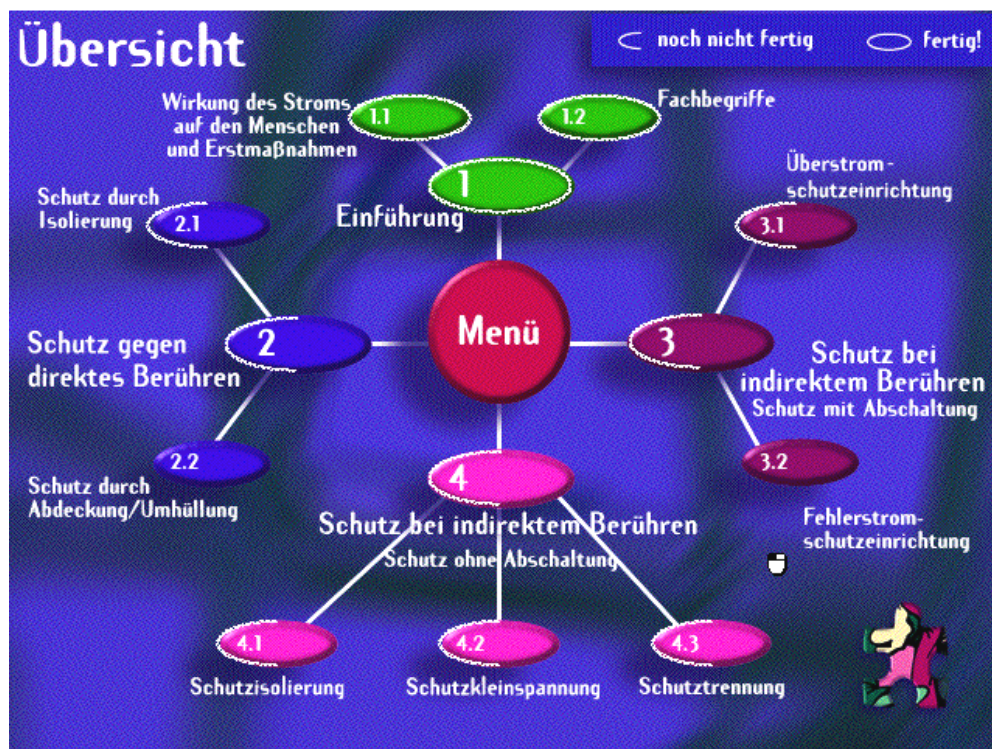 Übersicht
noch nicht fertig
fertig!
Wirkung des Stroms
auf den Menschen
und Erstmaßnahmen
1.1
1.2
Fachbegriffe
1
Einführung
Schutz durch
Isolierung
2.1
Überstrom-
schutzeinrichtung
3.1
Menü
2
Schutz gegen
direktes Berühren
3
Schutz bei
indirektem Berühren
Schutz mit Abschaltung
2.2
Schutz durch
Abdeckung/Umhüllung
3.2
Fehlerstrom-
schutzeinrichtung
4
Schutz bei indirektem Berühren
Schutz ohne Abschaltung
4.1
Schutzisolierung
4.2
Schutzkleinspannung
4.3
Schutztrennung